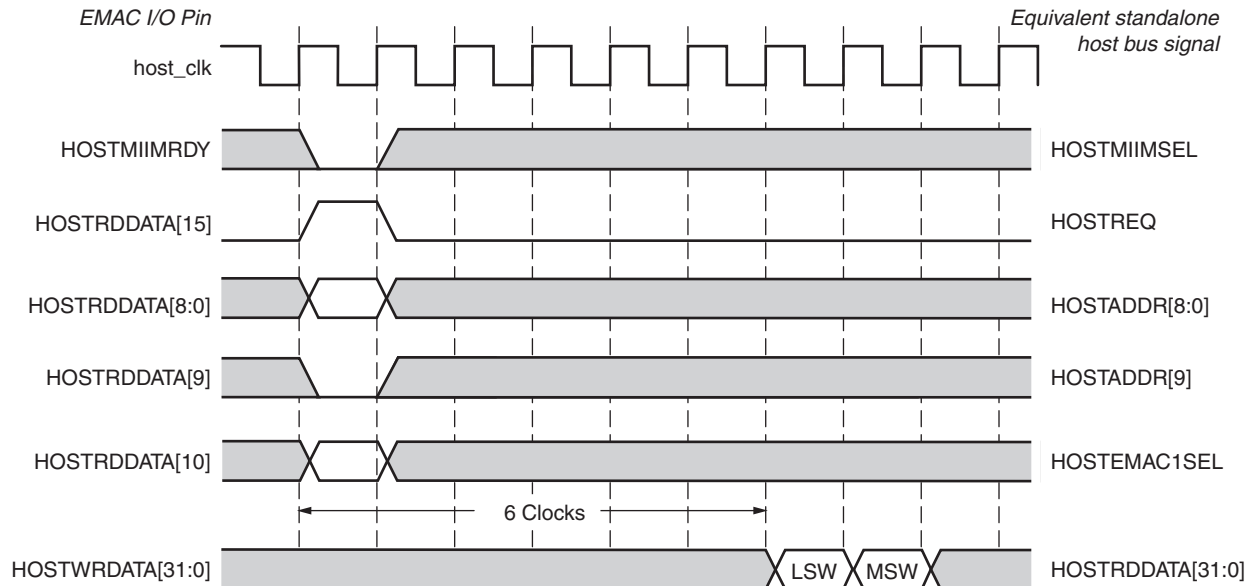 EMAC I/O Pin
Equivalent standalone
host bus signal
host_clk
HOSTMIIMRDY
HOSTMIIMSEL
HOSTRDDATA[15]
HOSTREQ
HOSTRDDATA[8:0]
HOSTADDR[8:0]
HOSTRDDATA[9]
HOSTADDR[9]
HOSTRDDATA[10]
HOSTEMAC1SEL
6 Clocks
HOSTWRDATA[31:0]
LSW
MSW
HOSTRDDATA[31:0]